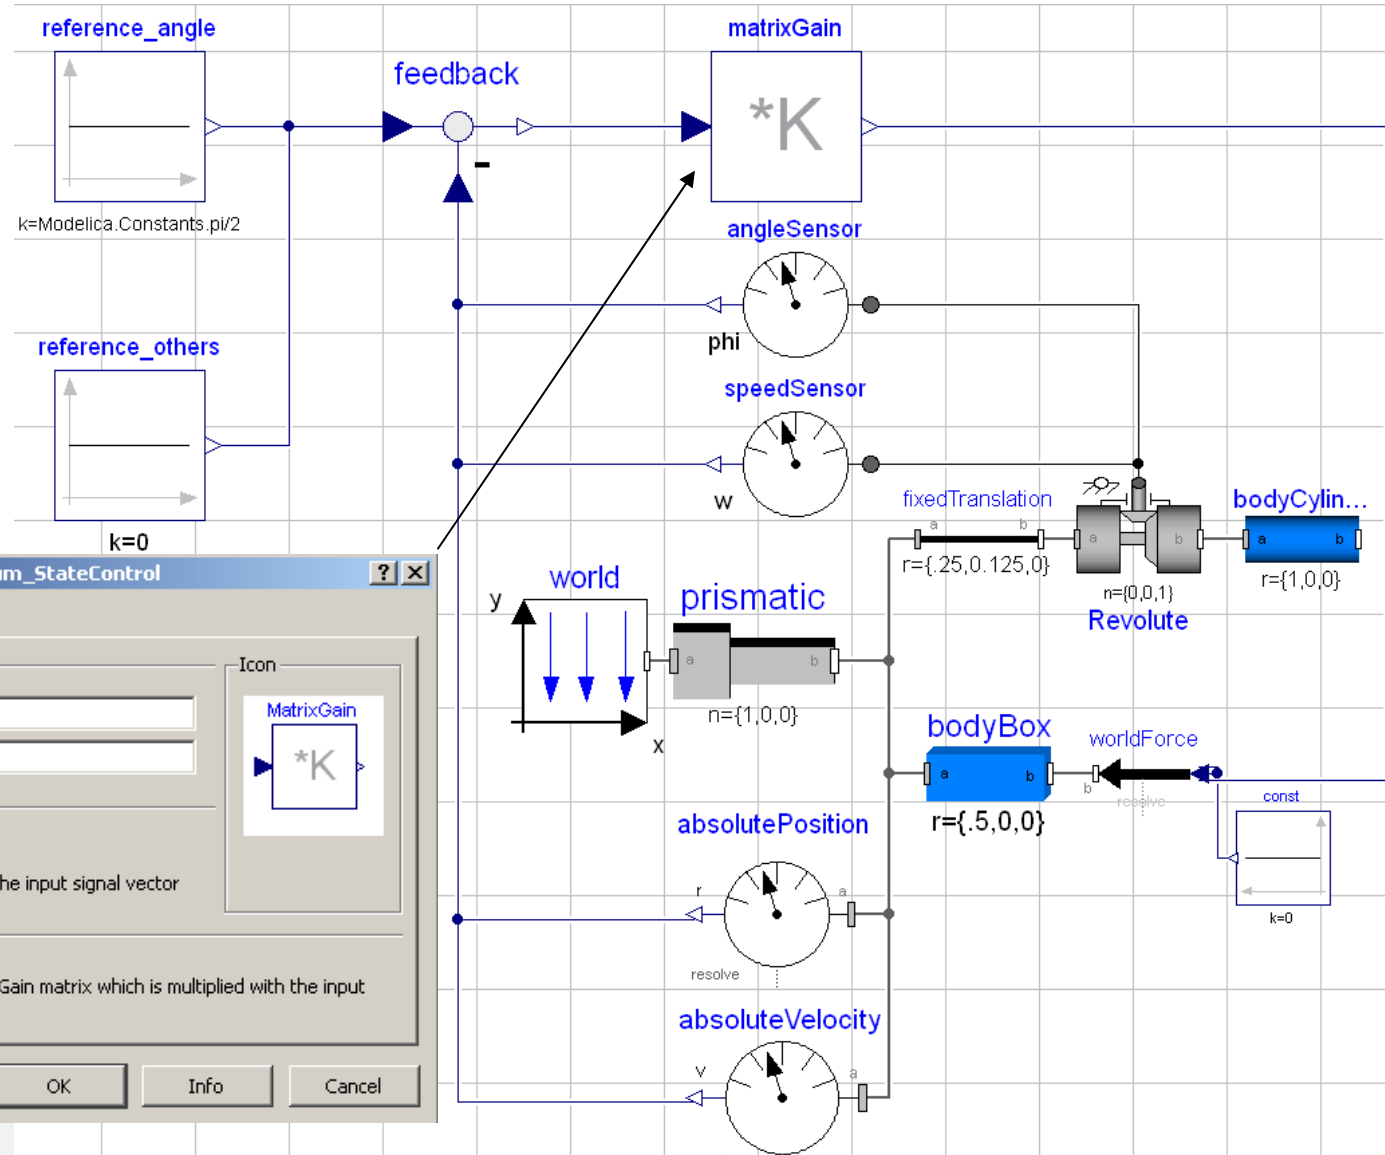 reference_angle
matrixGain
feedback
*K
-
k=Modelica.Constants.pi/2
angleSensor
phi
reference_others
speedSensor
w
k=0
fixedTranslation
a
b
r={.25,0.125,0}
a
b
n={0,0,1}
Revolute
bodyCylin...
a
b
r={1,0,0}
um_StateControl
?
world
y
x
prismatic
a
b
n={1,0,0}
Icon
MatrixGain
*K
bodyBox
a
b
r={.5,0,0}
worldForce
b
resolve
const
k=0
absolutePosition
r
a
resolve
he input signal vector
Gain matrix which is multiplied with the input
absoluteVelocity
v
a
OK
Info
Cancel